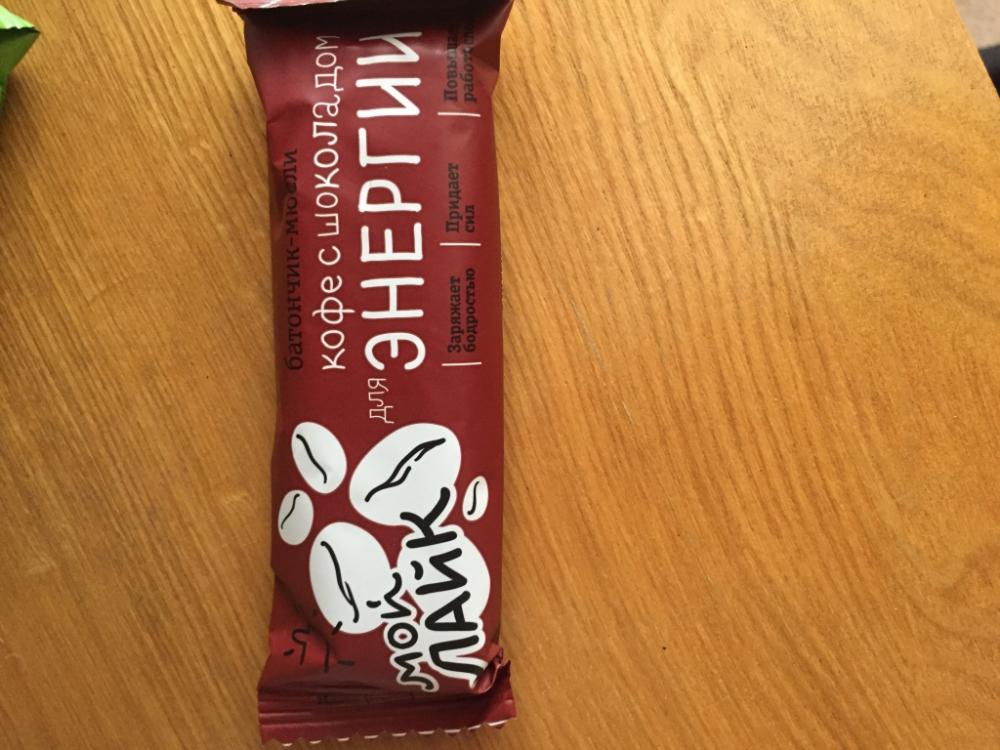 батончик-мюсли
кофе с шоколадом
для ЭНЕРГИИ
Заряжает
бодростью
Придает
сил
мой
ЛАЙК